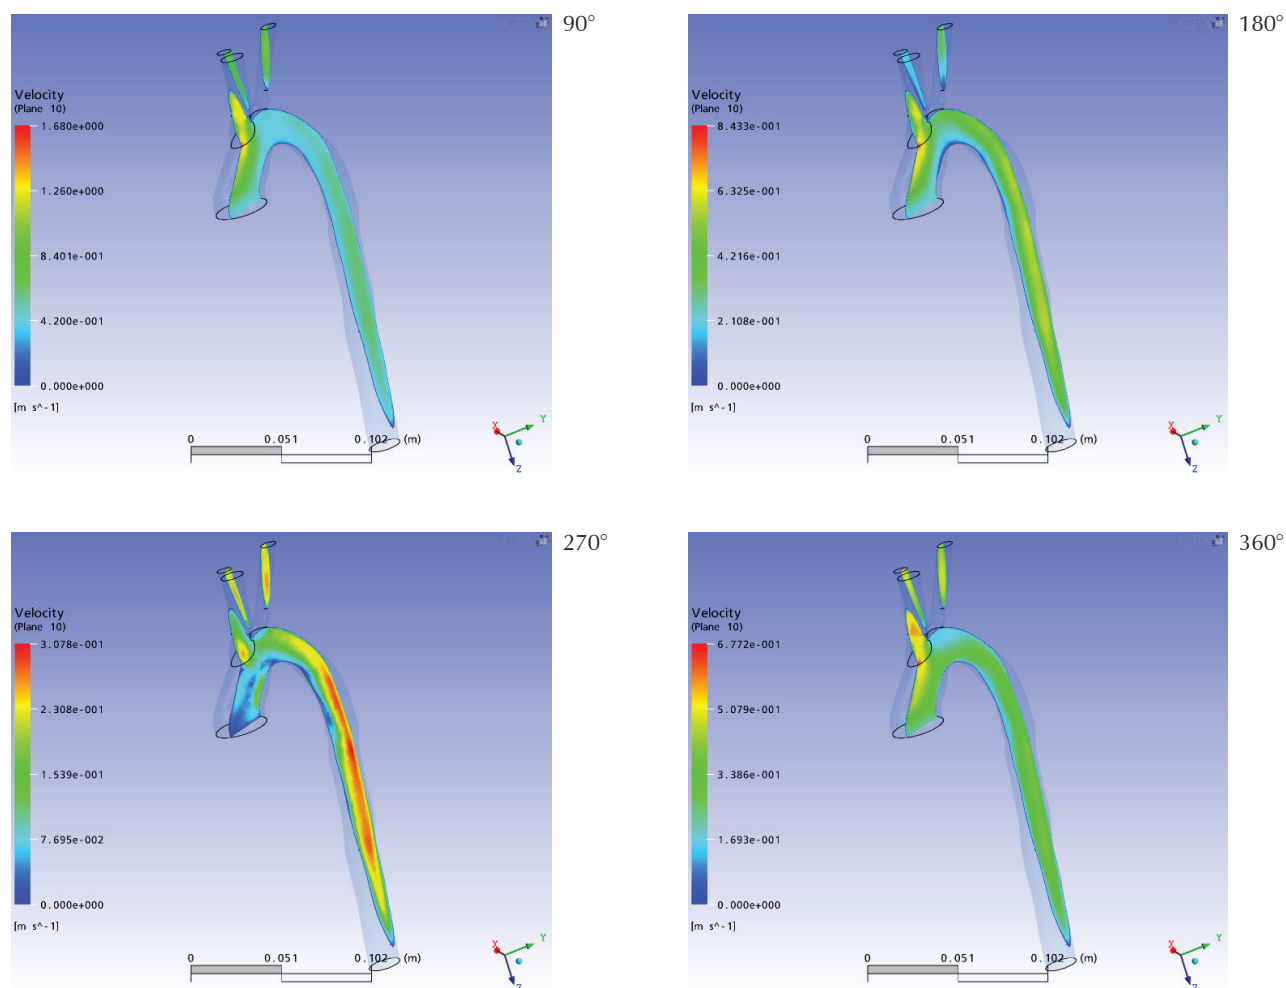 CFX
90°
Velocity
(Plane 10)
1.680e+000
1.260e+000
8.401e-001
4.200e-001
0.000e+000
[m s^-1]
0 0.051 0.102 (m)
X Y
Z
CFX
180°
Velocity
(Plane 10)
8.433e-001
6.325e-001
4.216e-001
2.108e-001
0.000e+000
[m s^-1]
0 0.051 0.102 (m)
X Y
Z
CFX
270°
Velocity
(Plane 10)
3.078e-001
2.308e-001
1.539e-001
7.695e-002
0.000e+000
[m s^-1]
0 0.051 0.102 (m)
X Y
Z
CFX
360°
Velocity
(Plane 10)
6.772e-001
5.079e-001
3.386e-001
1.693e-001
0.000e+000
[m s^-1]
0 0.051 0.102 (m)
X Y
Z